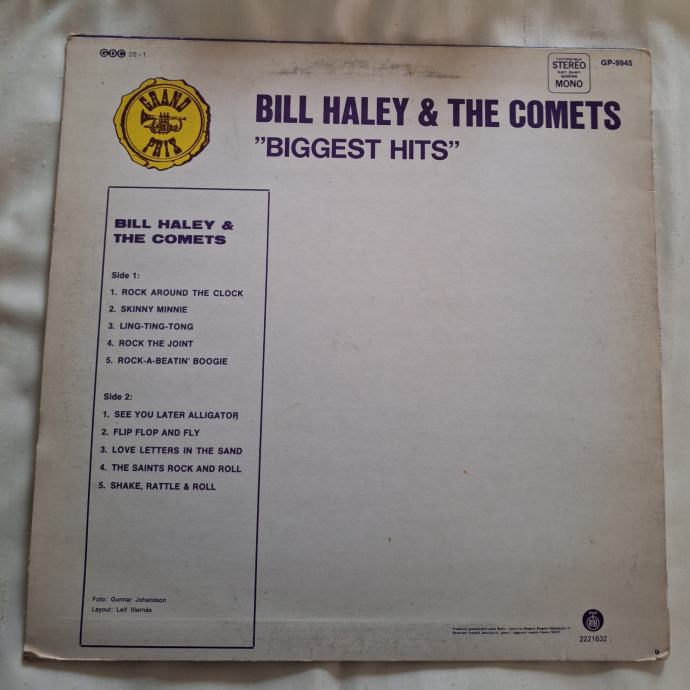 GDC 20-1
STEREO
kan även
spelas
MONO
GP-9945
GRAND
PRIX
BILL HALEY & THE COMETS
”BIGGEST HITS”
BILL HALEY &
THE COMETS
Side 1:
1. ROCK AROUND THE CLOCK
2. SKINNY MINNIE
3. LING-TING-TONG
4. ROCK THE JOINT
5. ROCK-A-BEATIN' BOOGIE
Side 2:
1. SEE YOU LATER ALLIGATOR
2. FLIP FLOP AND FLY
3. LOVE LETTERS IN THE SAND
4. THE SAINTS ROCK AND ROLL
5. SHAKE, RATTLE & ROLL
Foto: Gunnar Johansson
Layout: Leif Illernäs
RTB
2221632